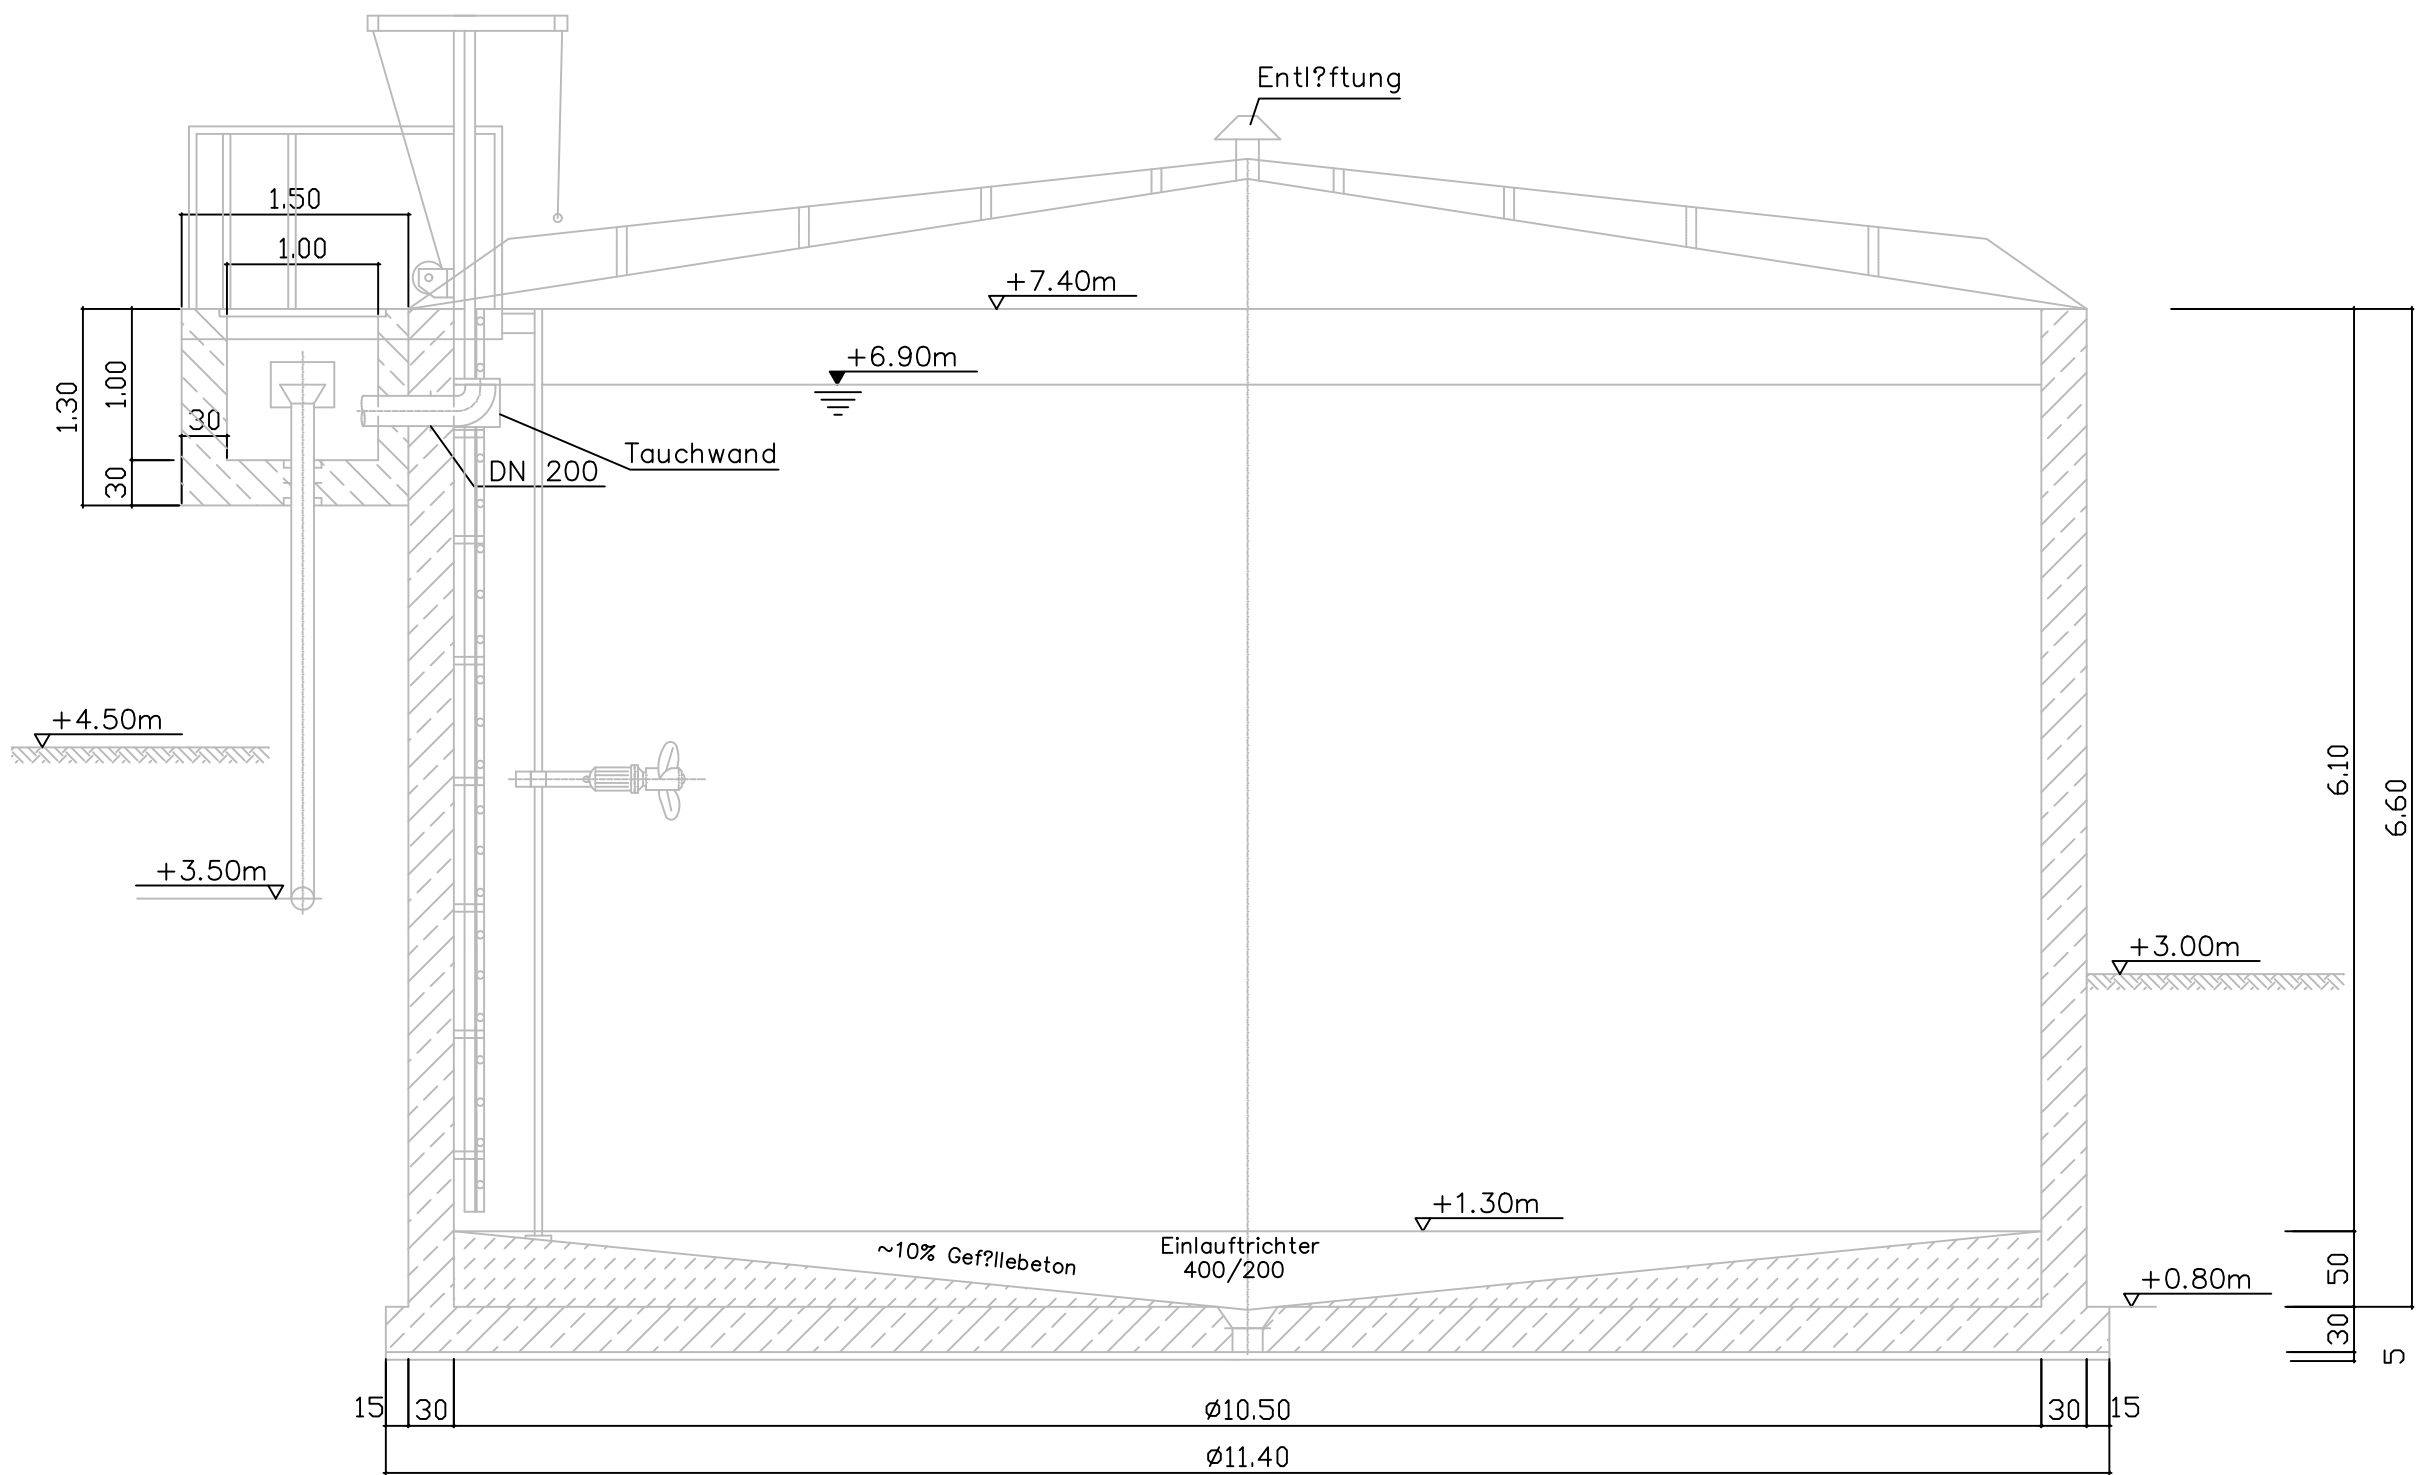 Entl?ftung
1.50
1.00
+7.40m
+6.90m
1.30
1.00
30
30
Tauchwand
DN 200
+4.50m
6.10
6.60
+3.50m
+3.00m
+1.30m
~10% Gef?llebeton
Einlauftrichter
400/200
50
+0.80m
30
5
15
30
ø10.50
30
15
ø11.40